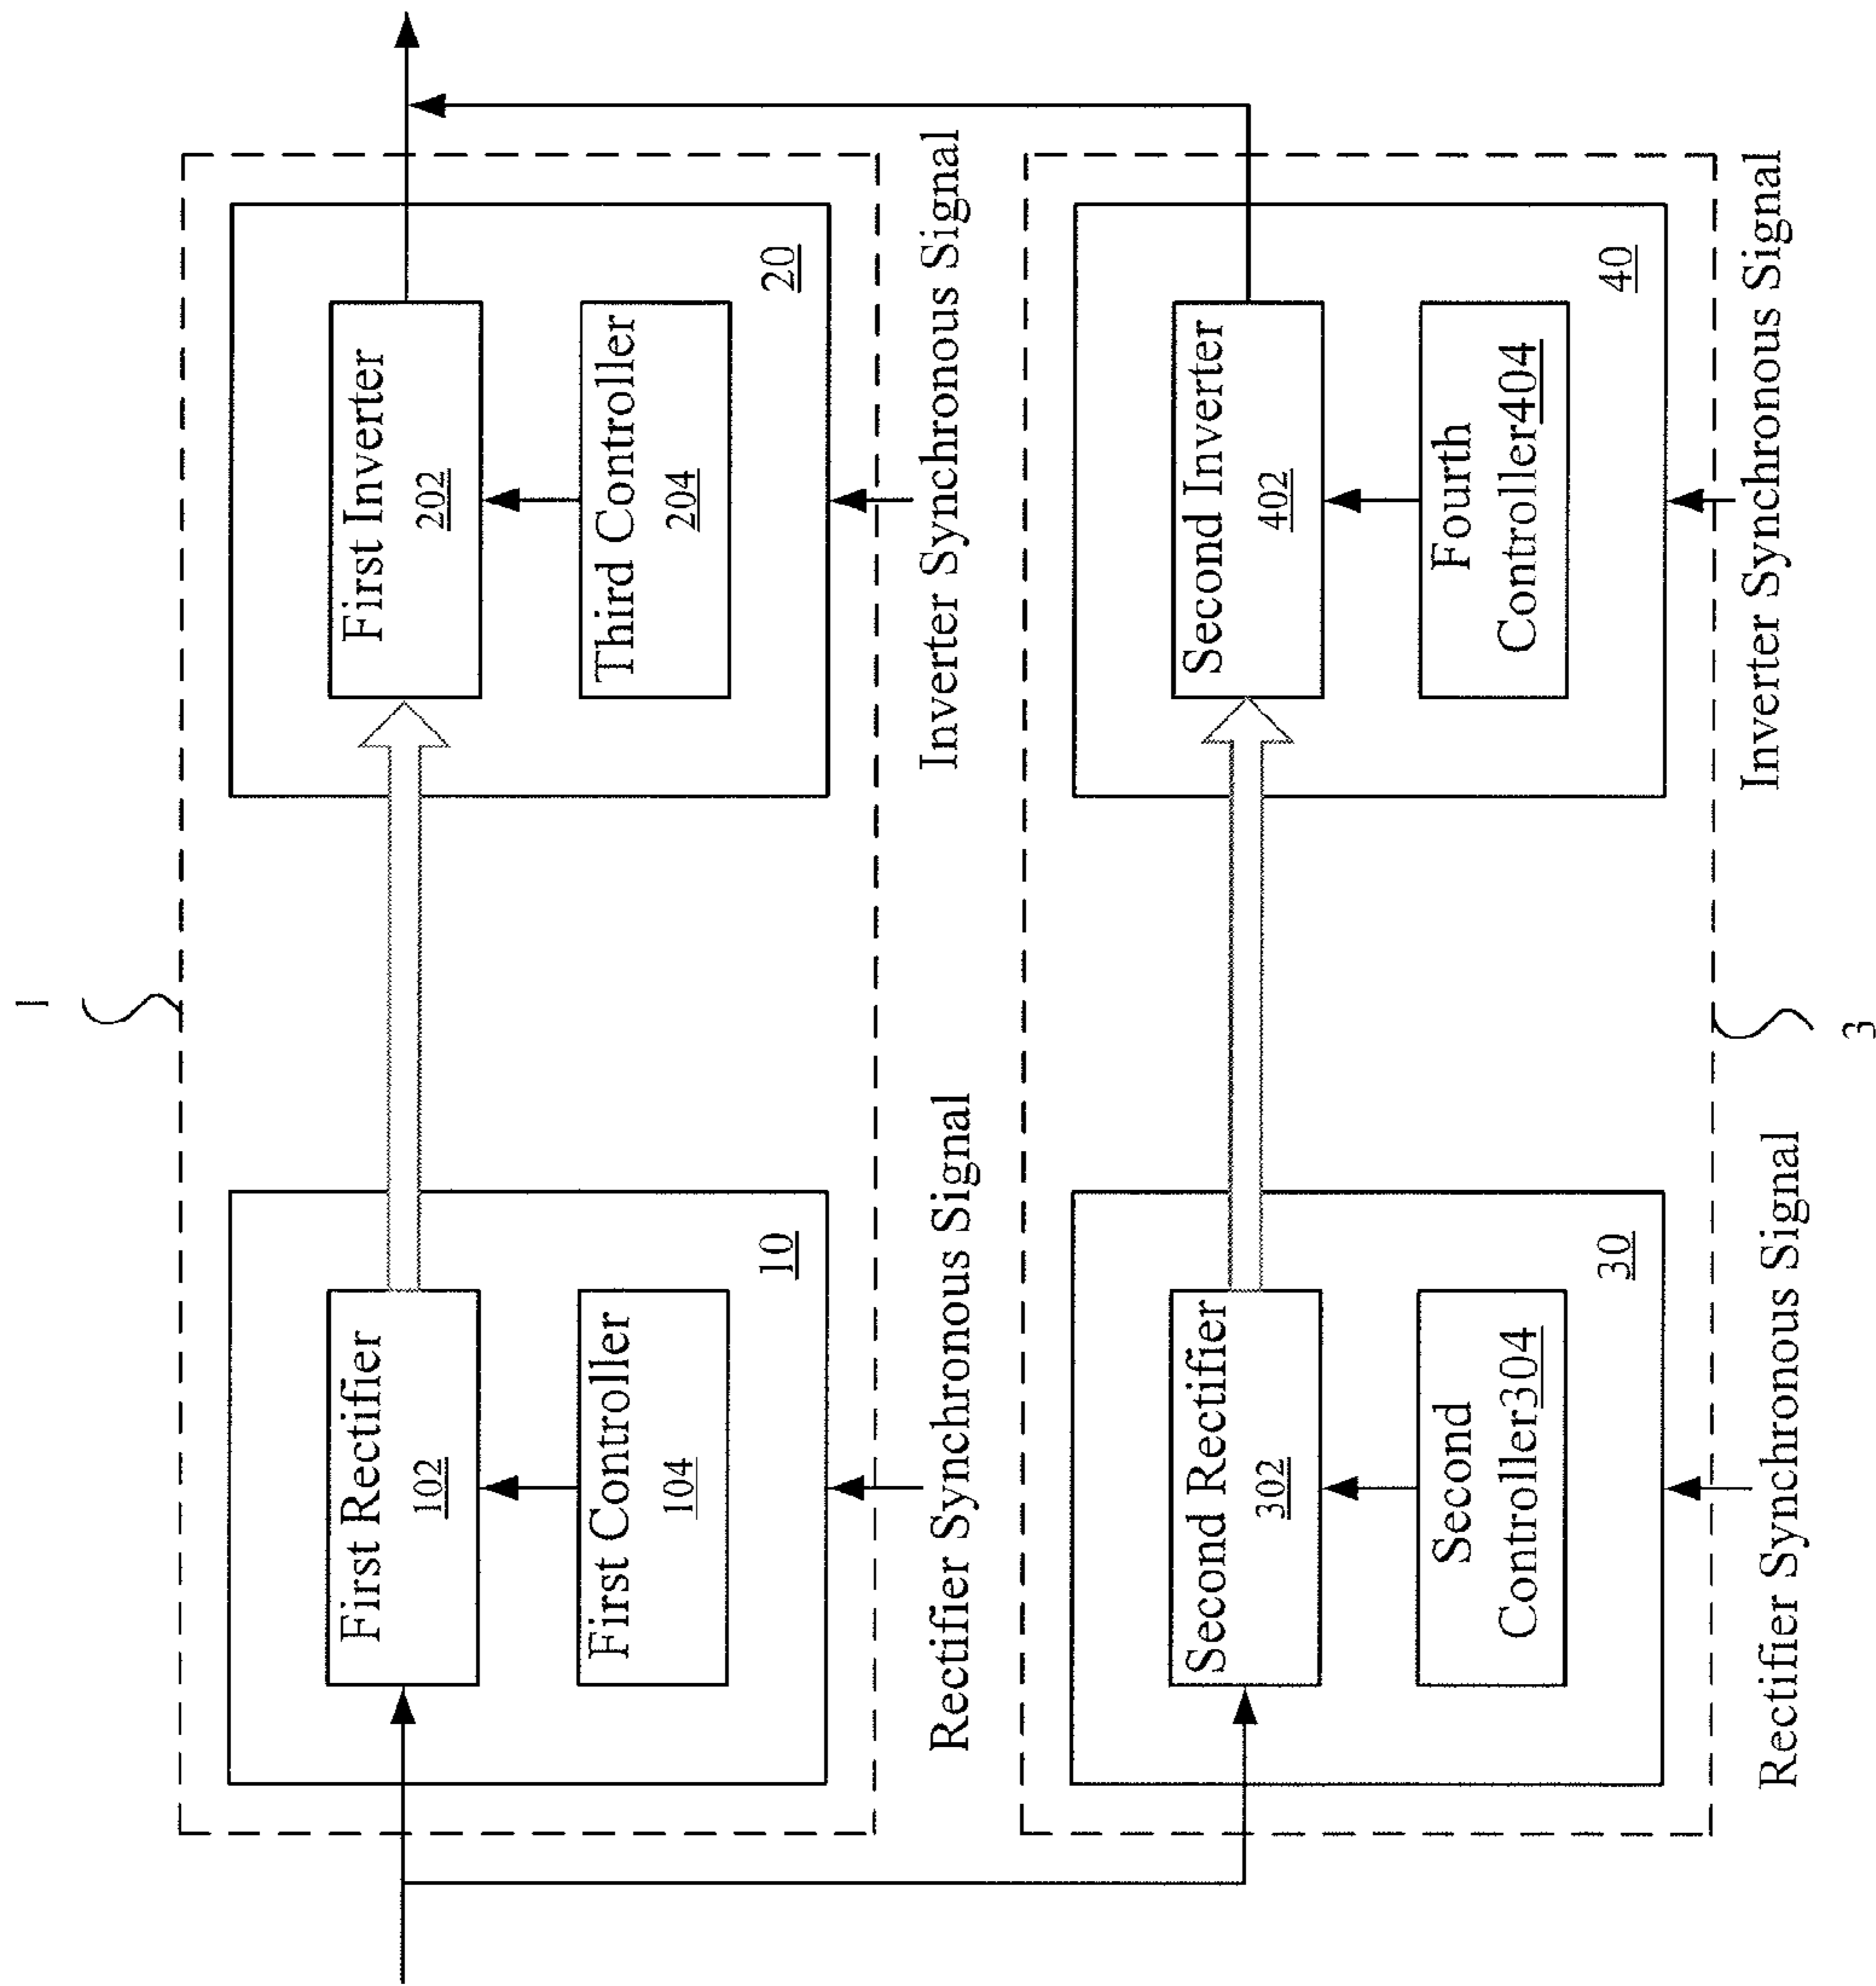 1
First Rectifier
102
First Controller
104
10
First Inverter
202
Third Controller
204
20
Rectifier Synchronous Signal
Inverter Synchronous Signal
Second Rectifier
302
Second
Controller304
30
Second Inverter
402
Fourth
Controller404
40
Rectifier Synchronous Signal
Inverter Synchronous Signal
3